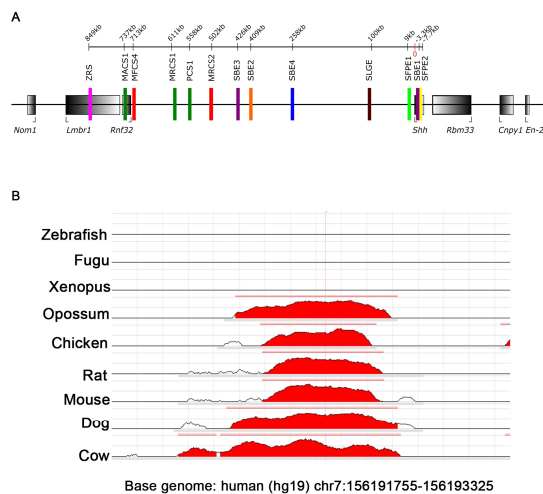 A
849kb
737kb
713kb
611kb
558kb
502kb
426kb
409kb
258kb
100kb
9kb
0
-3.3kb
-7.7kb
ZRS
MACS1
MFCS4
MRCS1
PCS1
MRCS2
SBE3
SBE2
SBE4
SLGE
SFPE1
SBE1
SFPE2
Nom1
Lmbr1
Rnf32
Shh
Rbm33
Cnpy1
En-2
B
Zebrafish
Fugu
Xenopus
Opossum
Chicken
Rat
Mouse
Dog
Cow
Base genome: human (hg19) chr7:156191755-156193325